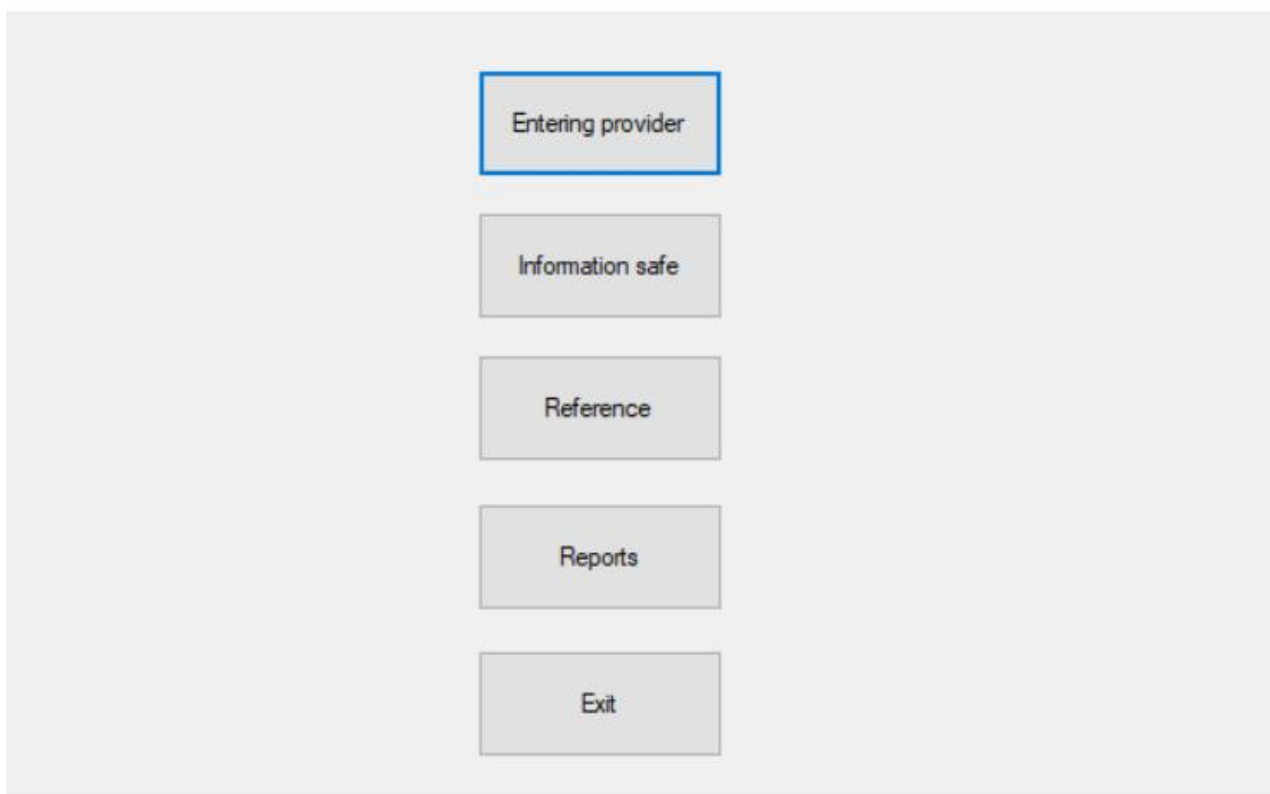 Entering provider
Information safe
Reference
Reports
Exit